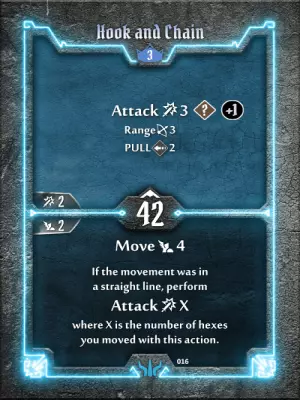 Hook and Chain
3
Attack 3 ? +1
Range 3
PULL 2
2
42
2
Move 4
If the movement was in
a straight line, perform
Attack X
where X is the number of hexes
you moved with this action.
016